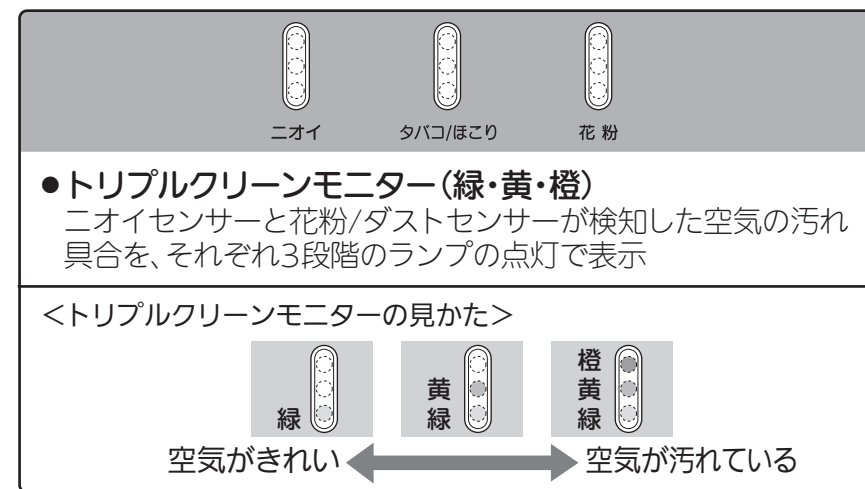 ニオイ タバコ/ほこり 花 粉
●トリプルクリーンモニター(緑・黄・橙)
ニオイセンサーと花粉/ダストセンサーが検知した空気の汚れ
具合を、それぞれ3段階のランプの点灯で表示
<トリプルクリーンモニターの見かた>
緑
黄
緑
橙
黄
緑
空気がきれい 空気が汚れている